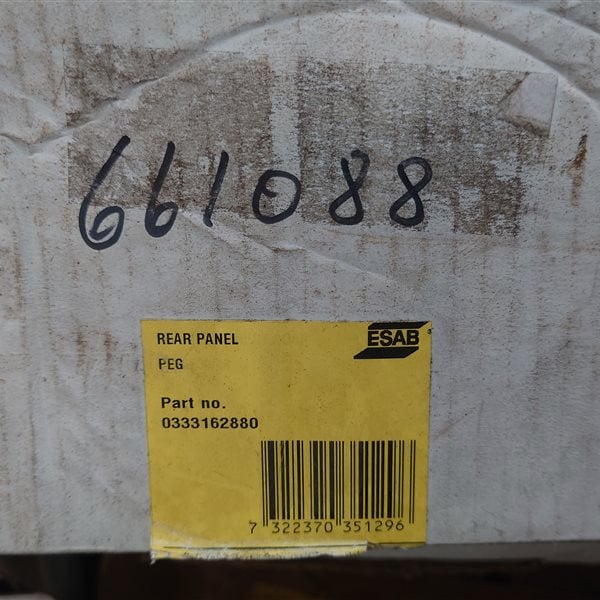 661088
REAR PANEL
ESAB
PEG
Part no.
0333162880
7 322370 351296